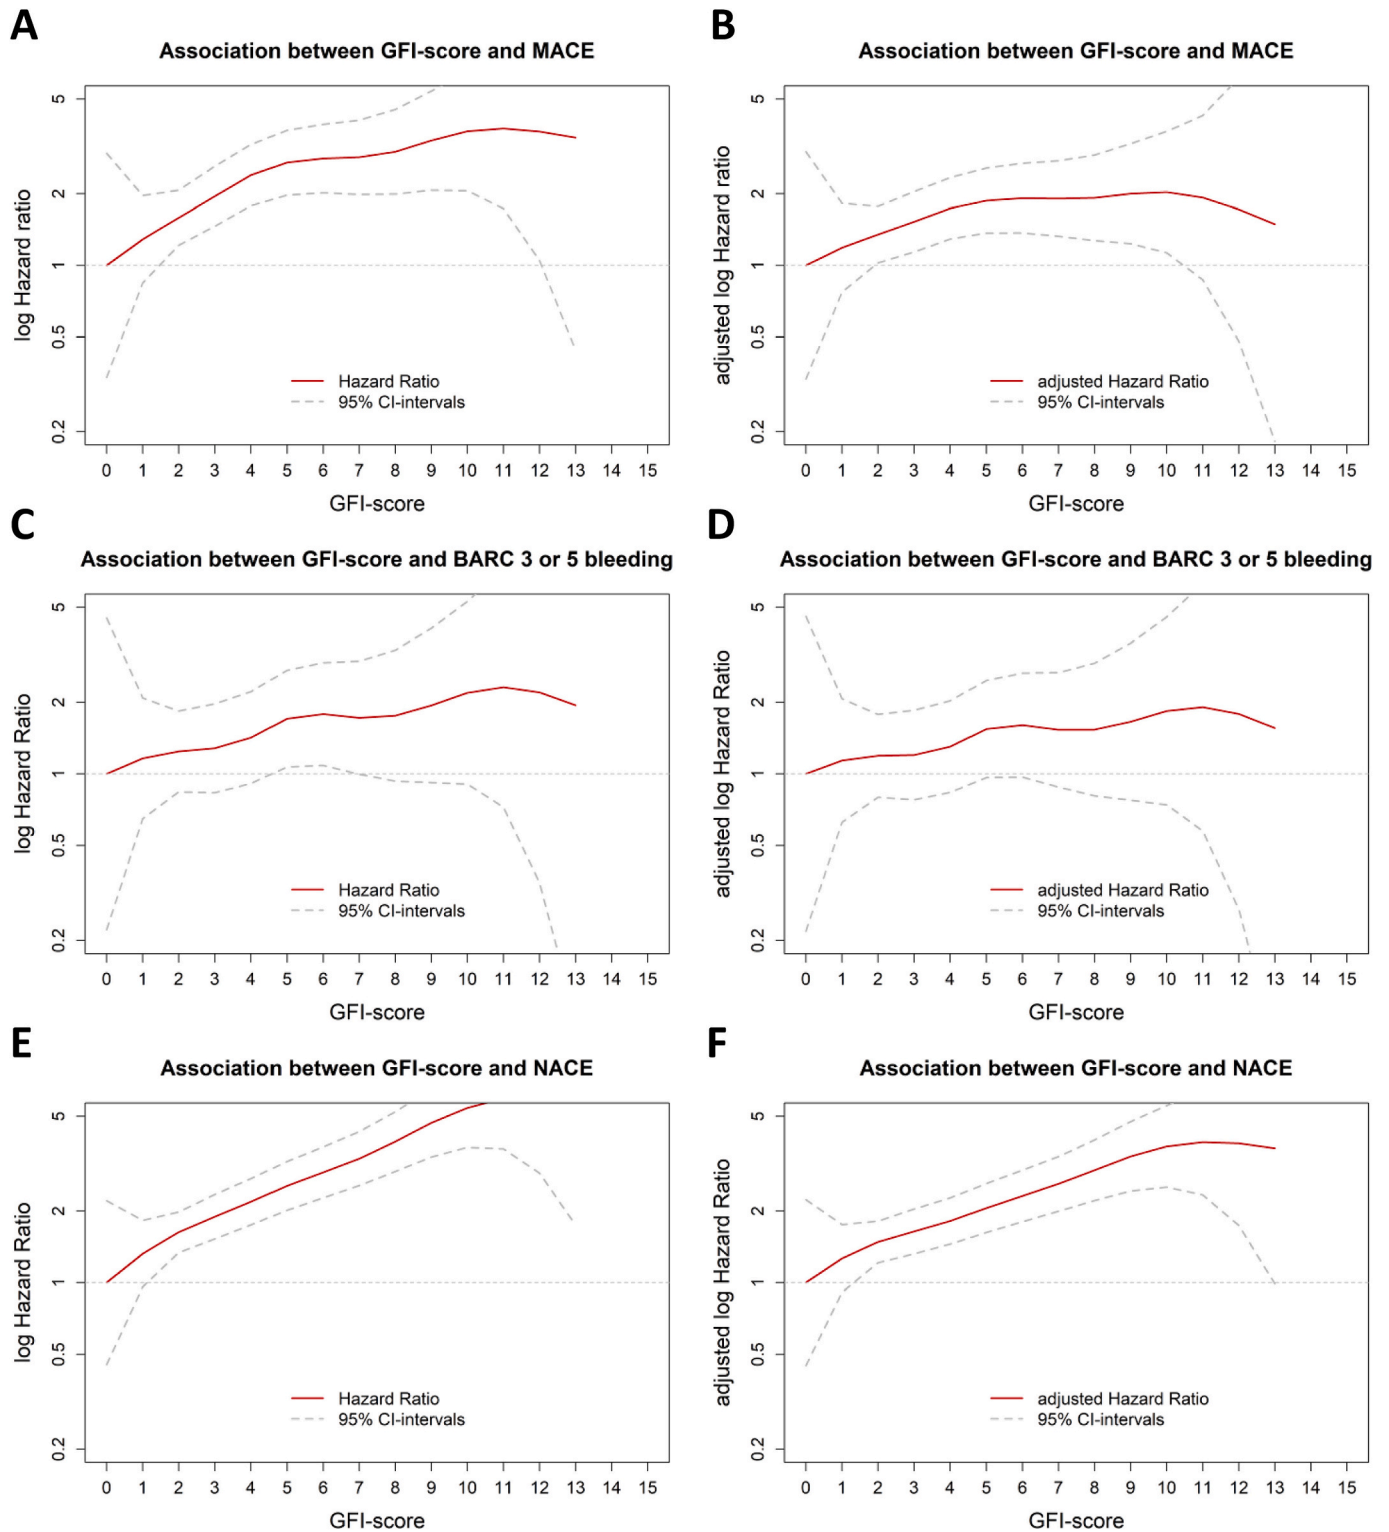 A
Association between GFI-score and MACE
log Hazard ratio
5
2
1
0.5
0.2
Hazard Ratio
95% CI-intervals
0 1 2 3 4 5 6 7 8 9 10 11 12 13 14 15
GFI-score
B
Association between GFI-score and MACE
adjusted log Hazard ratio
5
2
1
0.5
0.2
adjusted Hazard Ratio
95% CI-intervals
0 1 2 3 4 5 6 7 8 9 10 11 12 13 14 15
GFI-score
C
Association between GFI-score and BARC 3 or 5 bleeding
log Hazard Ratio
5
2
1
0.5
0.2
Hazard Ratio
95% CI-intervals
0 1 2 3 4 5 6 7 8 9 10 11 12 13 14 15
GFI-score
D
Association between GFI-score and BARC 3 or 5 bleeding
adjusted log Hazard Ratio
5
2
1
0.5
0.2
adjusted Hazard Ratio
95% CI-intervals
0 1 2 3 4 5 6 7 8 9 10 11 12 13 14 15
GFI-score
E
Association between GFI-score and NACE
log Hazard Ratio
5
2
1
0.5
0.2
Hazard Ratio
95% CI-intervals
0 1 2 3 4 5 6 7 8 9 10 11 12 13 14 15
GFI-score
F
Association between GFI-score and NACE
adjusted log Hazard Ratio
5
2
1
0.5
0.2
adjusted Hazard Ratio
95% CI-intervals
0 1 2 3 4 5 6 7 8 9 10 11 12 13 14 15
GFI-score